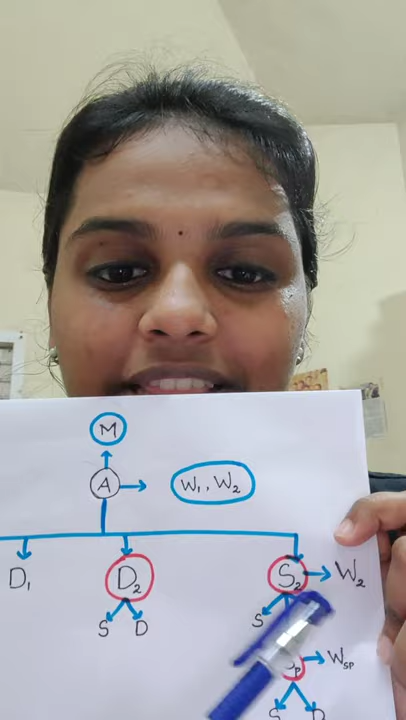 M
A W₁, W₂
D₁ D₂ S₂ W₂
S D S
Wsp
S D